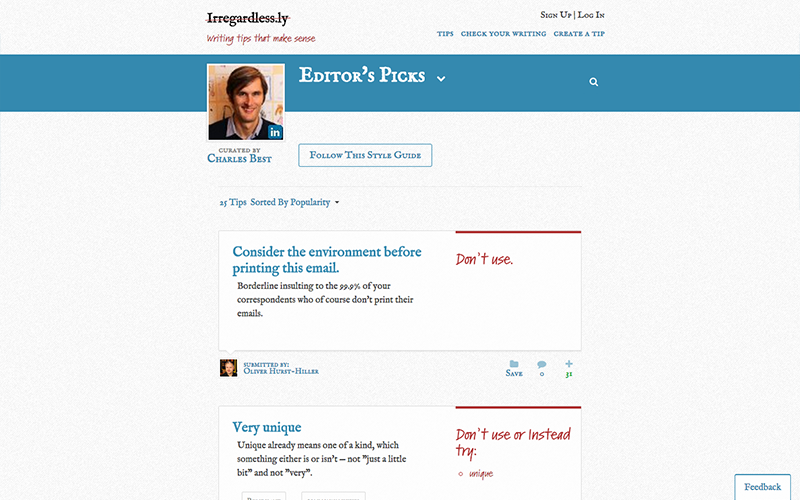 Irregardless.ly
Sign Up | Log In
Writing tips that make sense
Tips Check Your Writing Create a Tip
Editor's Picks
in
curated by
Charles Best
Follow This Style Guide
25 Tips Sorted By Popularity
Consider the environment before
printing this email.
Don't use.
Borderline insulting to the 99.9% of your
correspondents who of course don't print their
emails.
submitted by:
Oliver Hurst-Hiller
Save
0
31
Very unique
Don't use or Instead
try:
unique
Unique already means one of a kind, which
something either is or isn't — not "just a little
bit" and not "very".
Feedback